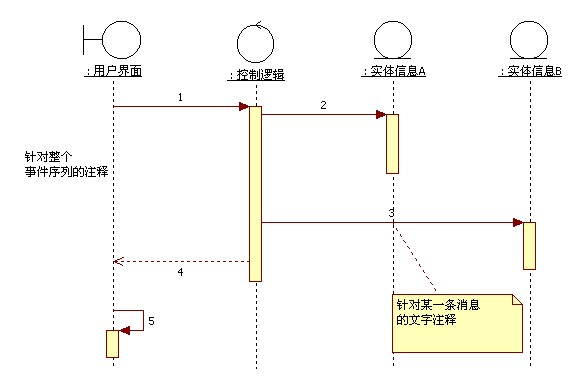 : 用户界面
: 控制逻辑
: 实体信息A
: 实体信息B
1
2
针对整个
事件序列的注释
3
4
针对某一条消息
的文字注释
5